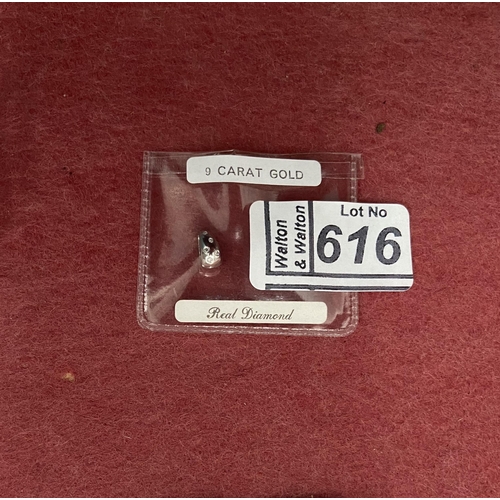 9 CARAT GOLD
Lot No
Walton
& Walton
616
Real Diamond